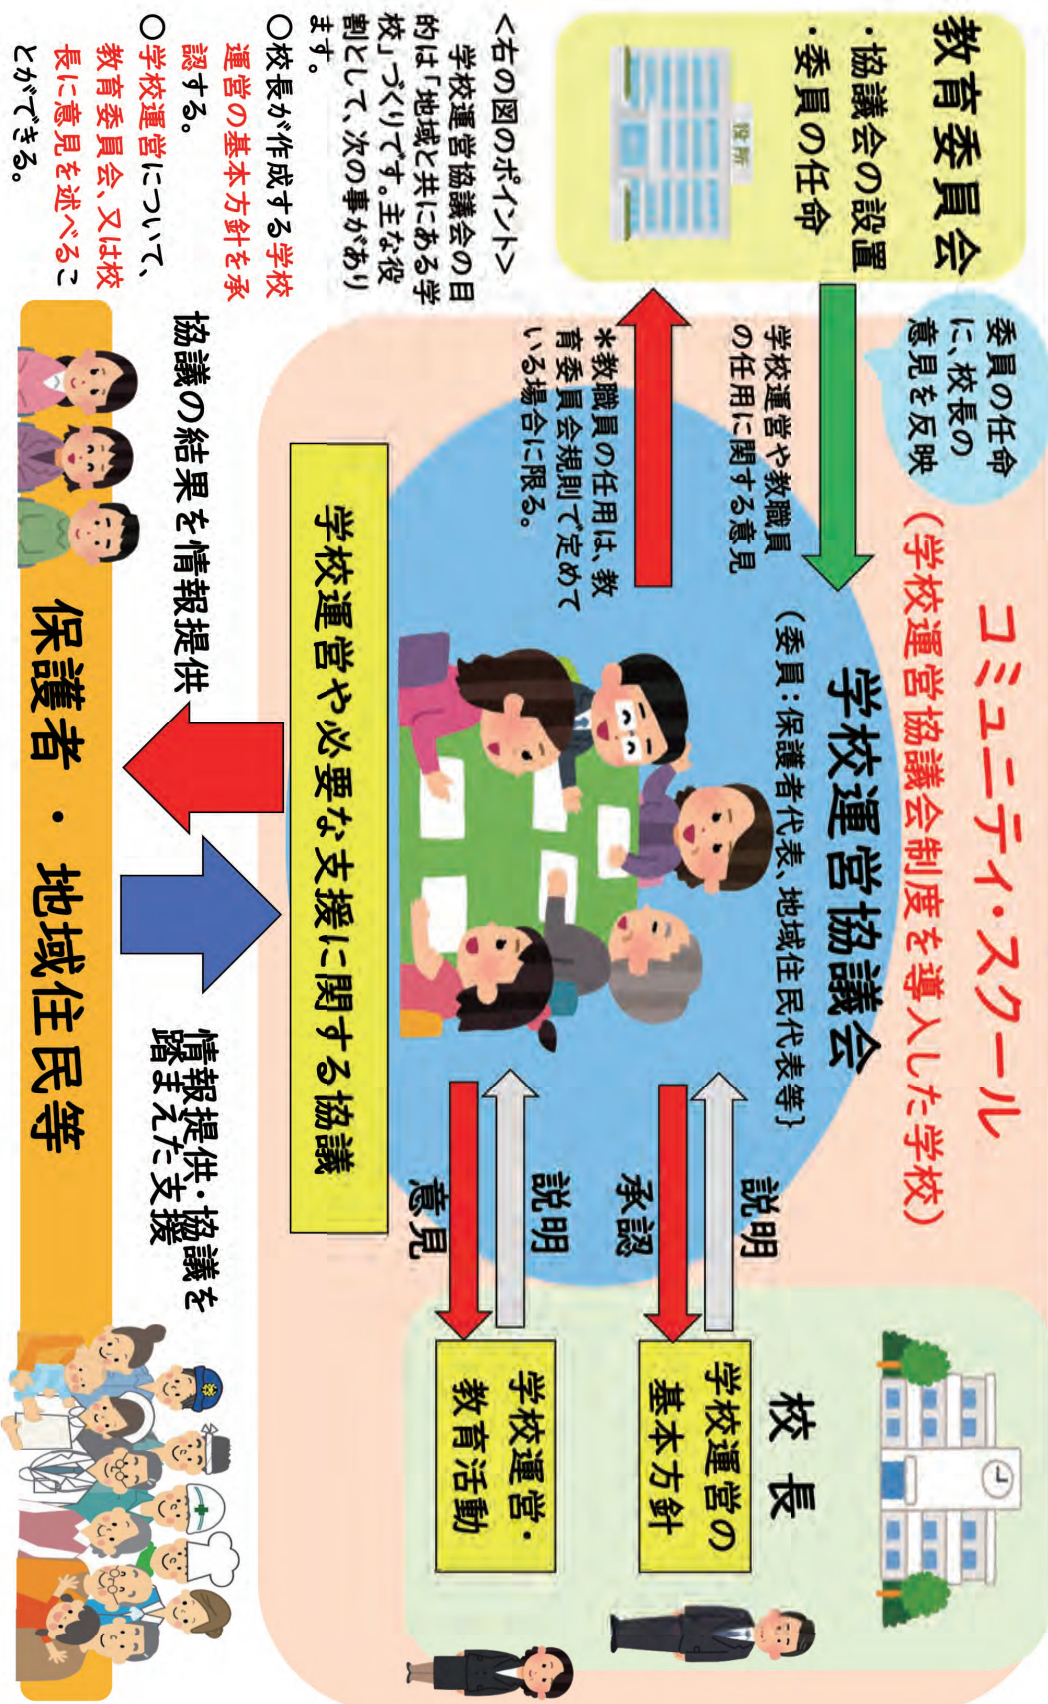 コミュニティ・スクール
（学校運営協議会制度を導入した学校）
教育委員会
・協議会の設置
・委員の任命
役所
委員の任命
に、校長の
意見を反映
学校運営や教職員
の任用に関する意見
＊教職員の任用は、教
育委員会規則で定めて
いる場合に限る。
学校運営協議会
（委員：保護者代表、地域住民代表等｝
説明
承認
説明
意見
校長
学校運営の
基本方針
学校運営・
教育活動
学校運営や必要な支援に関する協議
＜右の図のポイント＞
学校運営協議会の目
的は「地域と共にある学
校」づくりです。主な役
割として、次の事があり
ます。
○校長が作成する学校
運営の基本方針を承
認する。
○学校運営について、
教育委員会、又は校
長に意見を述べるこ
とができる。
協議の結果を情報提供
情報提供・協議を
踏まえた支援
保護者・地域住民等